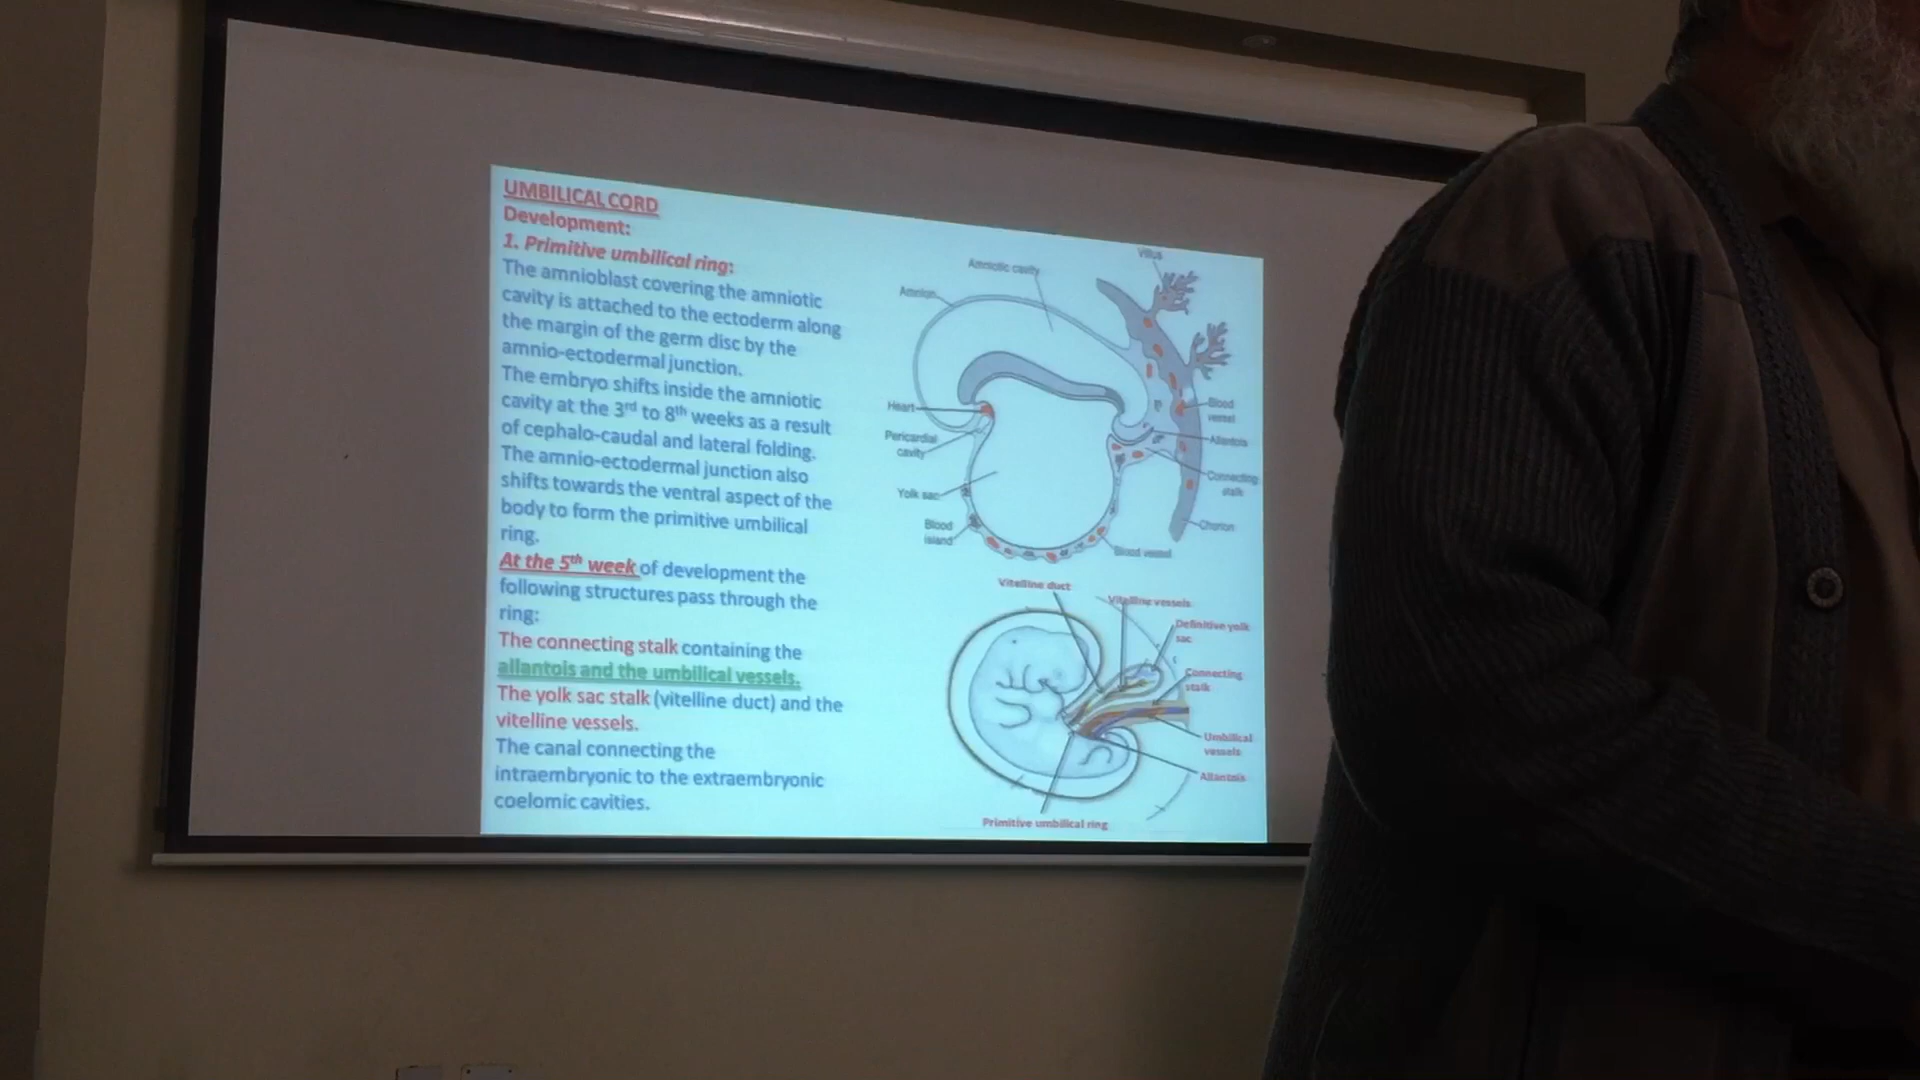 UMBILICAL CORD
Development:
1. Primitive umbilical ring:
The amnioblast covering the amniotic
cavity is attached to the ectoderm along
the margin of the germ disc by the
amnio-ectodermal junction.
The embryo shifts inside the amniotic
cavity at the 3rd to 8th weeks as a result
of cephalo-caudal and lateral folding.
The amnio-ectodermal junction also
shifts towards the ventral aspect of the
body to form the primitive umbilical
ring.
At the 5th week of development the
following structures pass through the
ring:
The connecting stalk containing the
allantois and the umbilical vessels.
The yolk sac stalk (vitelline duct) and the
vitelline vessels.
The canal connecting the
intraembryonic to the extraembryonic
coelomic cavities.
Villus
Amniotic cavity
Amnion
Heart
Blood
vessel
Pericardial
cavity
Allantois
Connecting
stalk
Yolk sac
Blood
island
Chorion
Blood vessel
Vitelline duct
Vitelline vessels
Definitive yolk
sac
Connecting
stalk
Umbilical
vessels
Allantois
Primitive umbilical ring